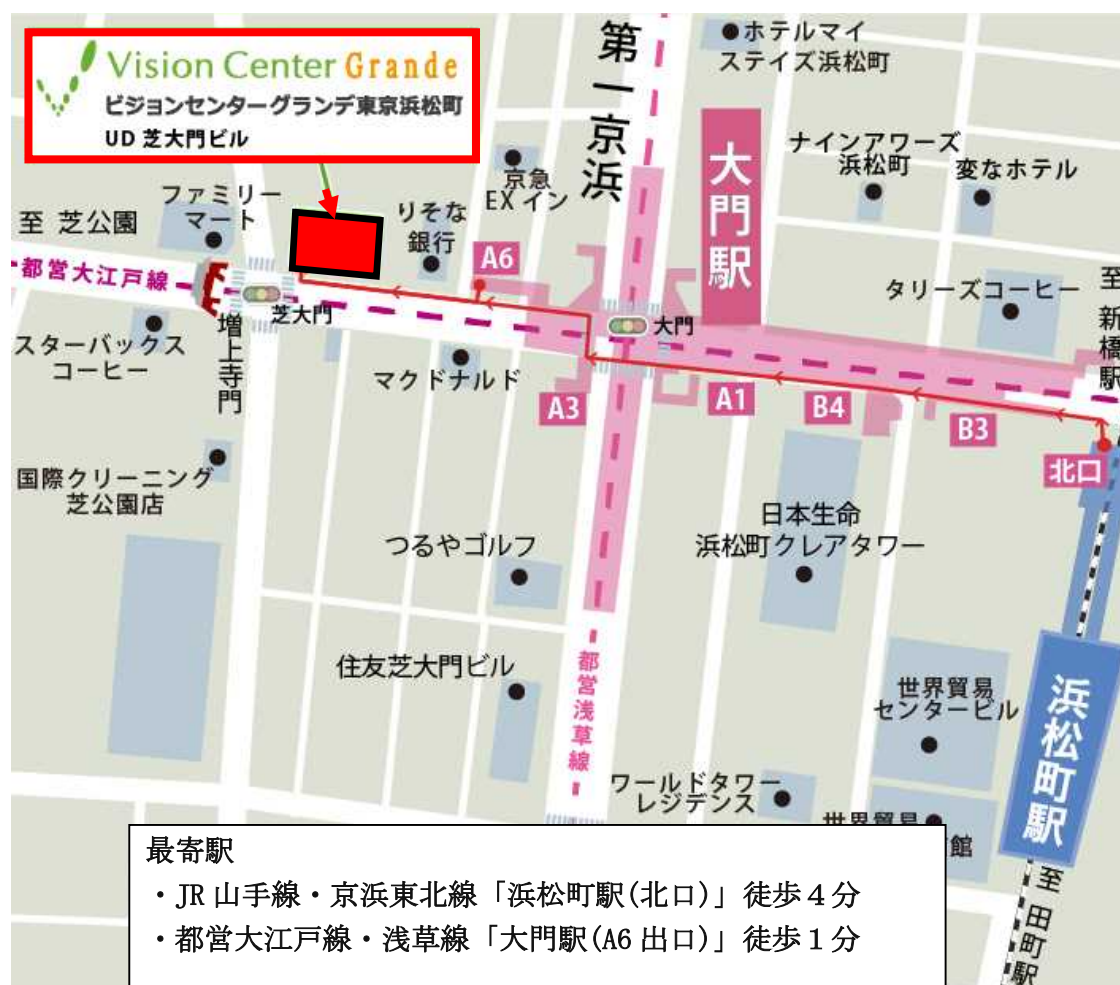 Vision Center Grande
ビジョンセンターグランデ東京浜松町
UD 芝大門ビル
第一京浜
ホテルマイ
ステイズ浜松町
大門駅
ナインアワーズ
浜松町
変なホテル
京急
EX イン
ファミリー
マート
りそな
銀行
至 芝公園
A6
都営大江戸線
芝大門
大門
タリーズコーヒー
至新橋駅
スターバックス
コーヒー
増上寺門
マクドナルド
A3
A1
B4
B3
北口
国際クリーニング
芝公園店
日本生命
浜松町クレアタワー
つるやゴルフ
住友芝大門ビル
都営浅草線
世界貿易
センタービル
浜松町駅
ワールドタワー
レジデンス
世界貿易
館
至田町駅
最寄駅
・JR 山手線・京浜東北線「浜松町駅(北口)」徒歩４分
・都営大江戸線・浅草線「大門駅(A6 出口)」徒歩１分